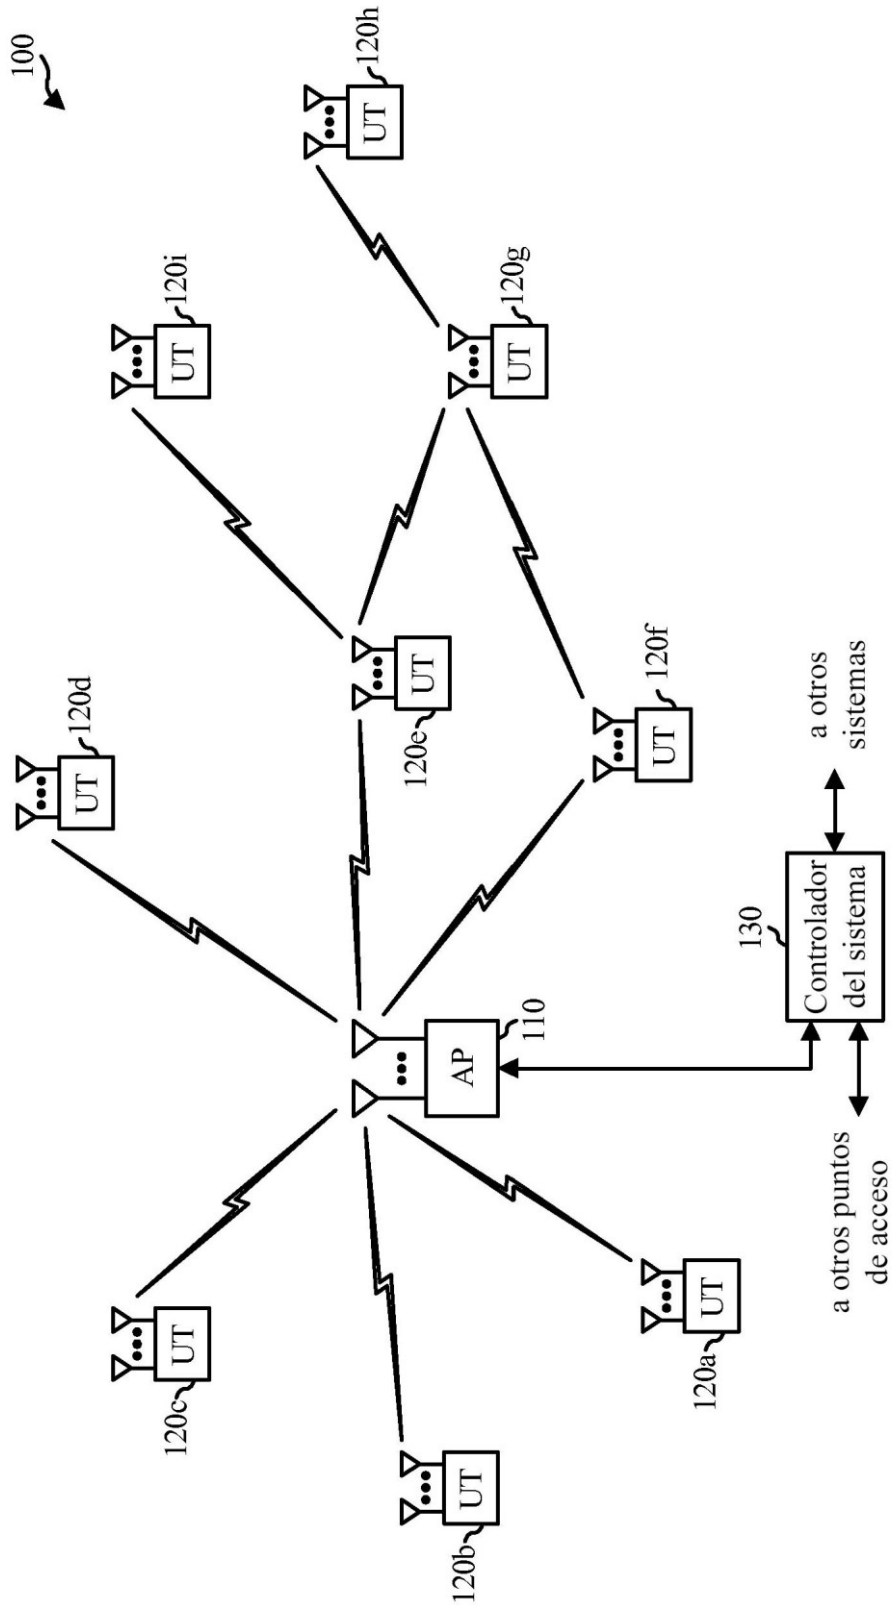 100
120d
UT
120i
UT
120h
UT
120c
UT
120e
UT
120g
UT
120b
UT
110
AP
120f
UT
120a
UT
130
Controlador
del sistema
a otros
sistemas
a otros puntos
de acceso